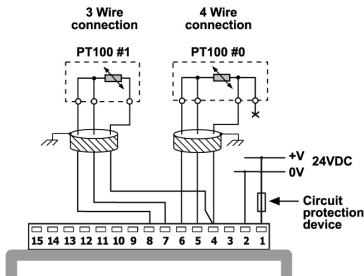 3 Wire
connection
4 Wire
connection
PT100 #1
PT100 #0
+V
24VDC
0V
Circuit
protection
device
15 14 13 12 11 10 9 8 7 6 5 4 3 2 1